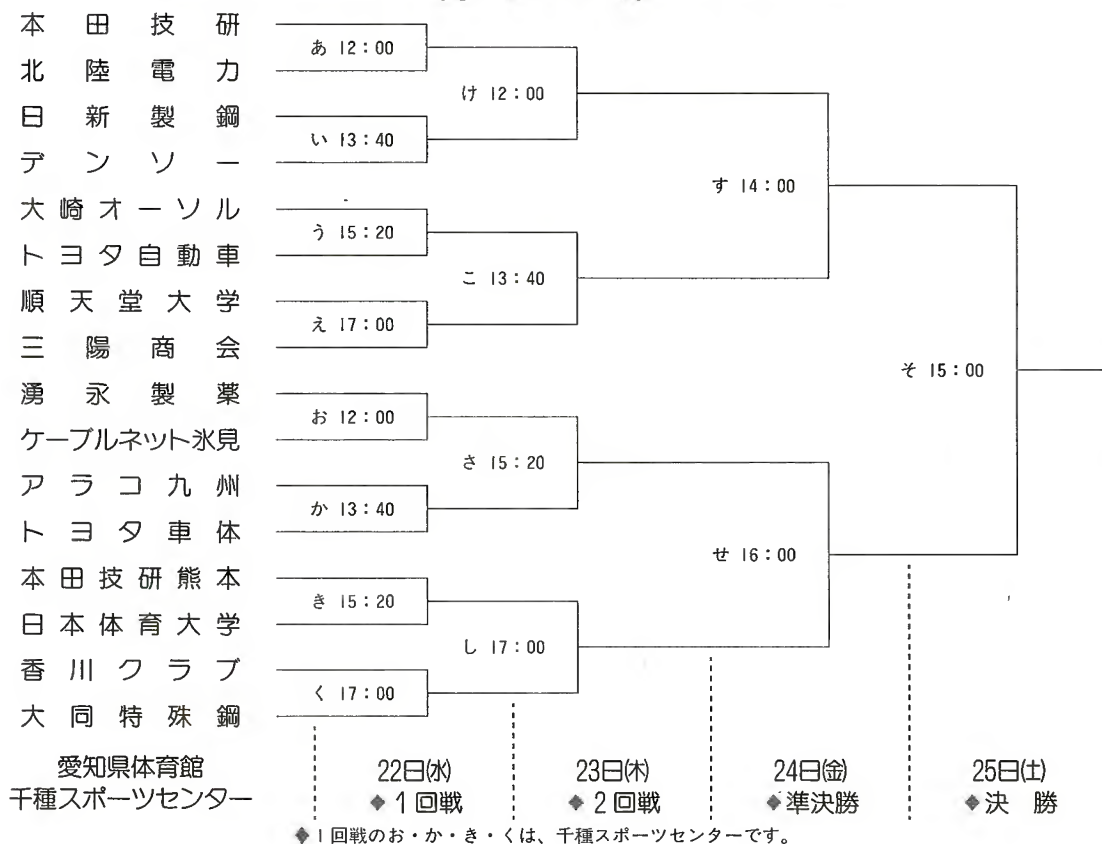 本田技研
あ 12:00
北陸電力
け 12:00
日新製鋼
い 13:40
デンソー
す 14:00
大崎オーソル
う 15:20
トヨタ自動車
こ 13:40
順天堂大学
え 17:00
三陽商会
そ 15:00
湧永製薬
お 12:00
ケーブルネット氷見
さ 15:20
アラコ九州
か 13:40
トヨタ車体
せ 16:00
本田技研熊本
き 15:20
日本体育大学
し 17:00
香川クラブ
く 17:00
大同特殊鋼
愛知県体育館
千種スポーツセンター
22日(水)
◆1回戦
23日(木)
◆2回戦
24日(金)
◆準決勝
25日(土)
◆決 勝
◆1回戦のお・か・き・くは、千種スポーツセンターです。